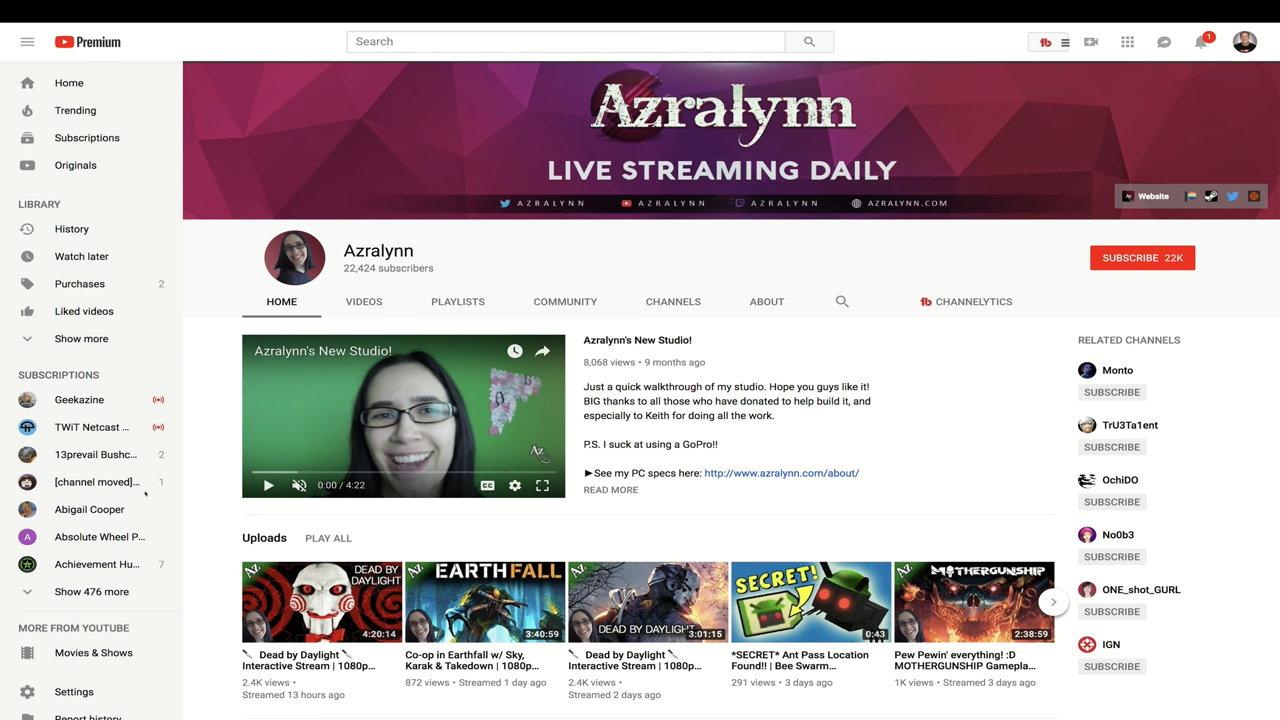 Premium
Search
1
Home
Trending
Subscriptions
Originals
LIBRARY
History
Watch later
Purchases 2
Liked videos
Show more
SUBSCRIPTIONS
Geekazine
TWiT Netcast ...
13prevail Bushc... 2
[channel moved]... 1
Abigail Cooper
A Absolute Wheel P...
Achievement Hu... 7
Show 476 more
MORE FROM YOUTUBE
Movies & Shows
Settings
Report history
Azralynn
LIVE STREAMING DAILY
AZRALYNN AZRALYNN AZRALYNN AZRALYNN.COM
Website
Azralynn
22,424 subscribers
SUBSCRIBE 22K
HOME VIDEOS PLAYLISTS COMMUNITY CHANNELS ABOUT CHANNELYTICS
Azralynn's New Studio!
Az
0:00 / 4:22
CC
Azralynn's New Studio!
8,068 views • 9 months ago
Just a quick walkthrough of my studio. Hope you guys like it!
BIG thanks to all those who have donated to help build it, and
especially to Keith for doing all the work.
P.S. I suck at using a GoPro!!
►See my PC specs here: http://www.azralynn.com/about/
READ MORE
Uploads PLAY ALL
Az DEAD BY DAYLIGHT
4:20:14
Dead by Daylight
Interactive Stream | 1080p...
2.4K views •
Streamed 13 hours ago
Az EARTHFALL
3:40:59
Co-op in Earthfall w/ Sky,
Karak & Takedown | 1080p...
872 views • Streamed 1 day ago
Az
DEAD BY DAYLIGHT
3:01:15
Dead by Daylight
Interactive Stream | 1080p...
2.4K views •
Streamed 2 days ago
SECRET!
0:43
*SECRET* Ant Pass Location
Found!! | Bee Swarm...
291 views • 3 days ago
Az MOTHERGUNSHIP
2:38:59
Pew Pewin' everything! :D
MOTHERGUNSHIP Gamepla...
1K views • Streamed 3 days ago
RELATED CHANNELS
Monto
SUBSCRIBE
TrU3Ta1ent
SUBSCRIBE
OchiDO
SUBSCRIBE
No0b3
SUBSCRIBE
ONE_shot_GURL
SUBSCRIBE
IGN
SUBSCRIBE